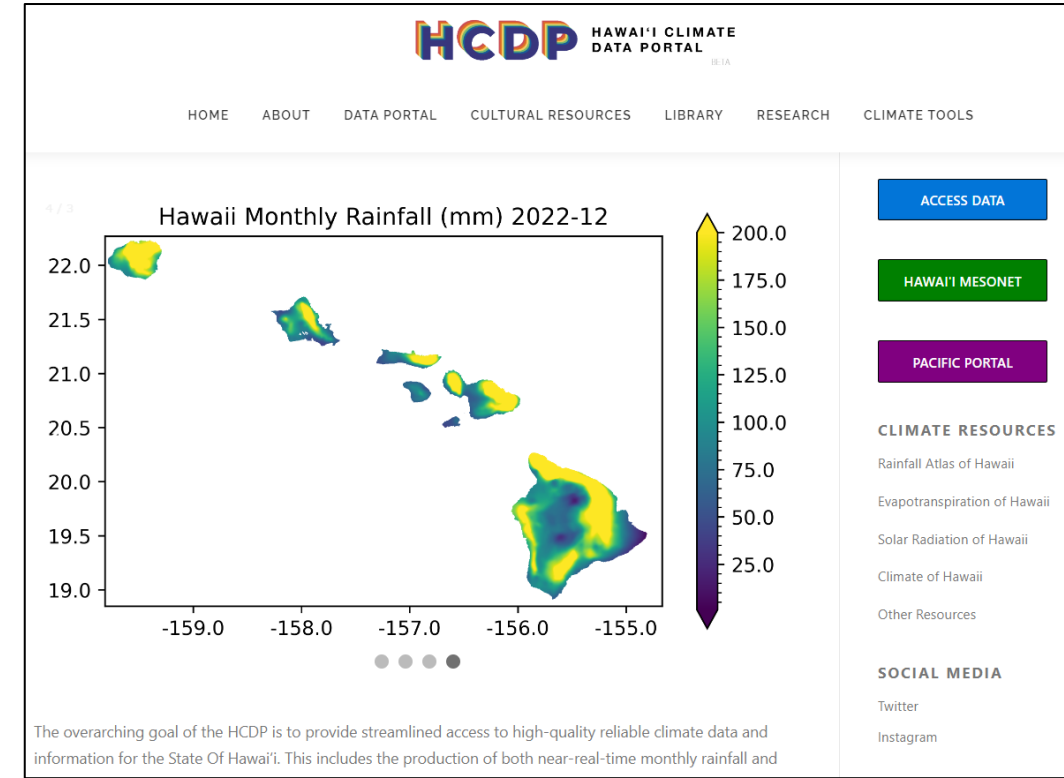 HCDP HAWAIʻI CLIMATE
DATA PORTAL
BETA
HOME ABOUT DATA PORTAL CULTURAL RESOURCES LIBRARY RESEARCH CLIMATE TOOLS
4 / 3
Hawaii Monthly Rainfall (mm) 2022-12
22.0
21.5
21.0
20.5
20.0
19.5
19.0
-159.0 -158.0 -157.0 -156.0 -155.0
200.0
175.0
150.0
125.0
100.0
75.0
50.0
25.0
The overarching goal of the HCDP is to provide streamlined access to high-quality reliable climate data and
information for the State Of Hawaiʻi. This includes the production of both near-real-time monthly rainfall and
ACCESS DATA
HAWAIʻI MESONET
PACIFIC PORTAL
CLIMATE RESOURCES
Rainfall Atlas of Hawaii
Evapotranspiration of Hawaii
Solar Radiation of Hawaii
Climate of Hawaii
Other Resources
SOCIAL MEDIA
Twitter
Instagram